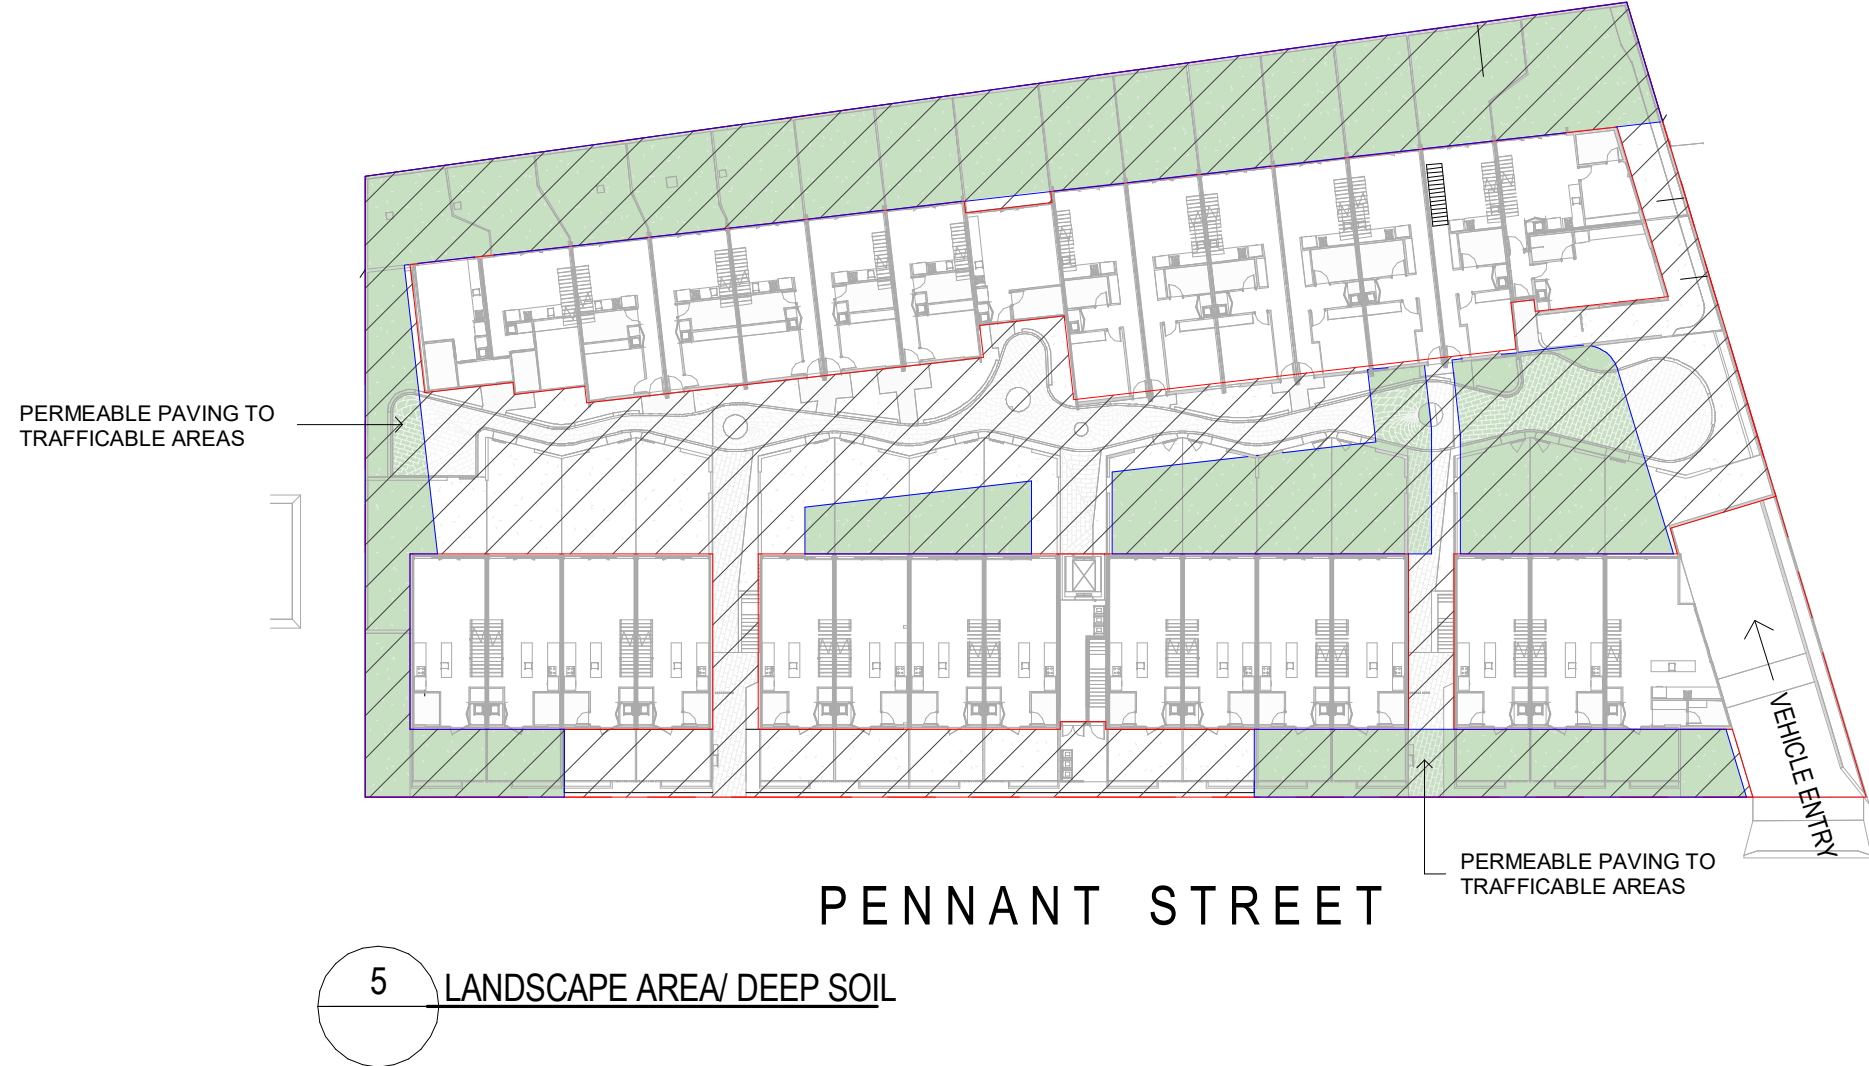 PERMEABLE PAVING TO
TRAFFICABLE AREAS
VEHICLE ENTRY
PERMEABLE PAVING TO
TRAFFICABLE AREAS
PENNANT STREET
5
LANDSCAPE AREA/ DEEP SOIL